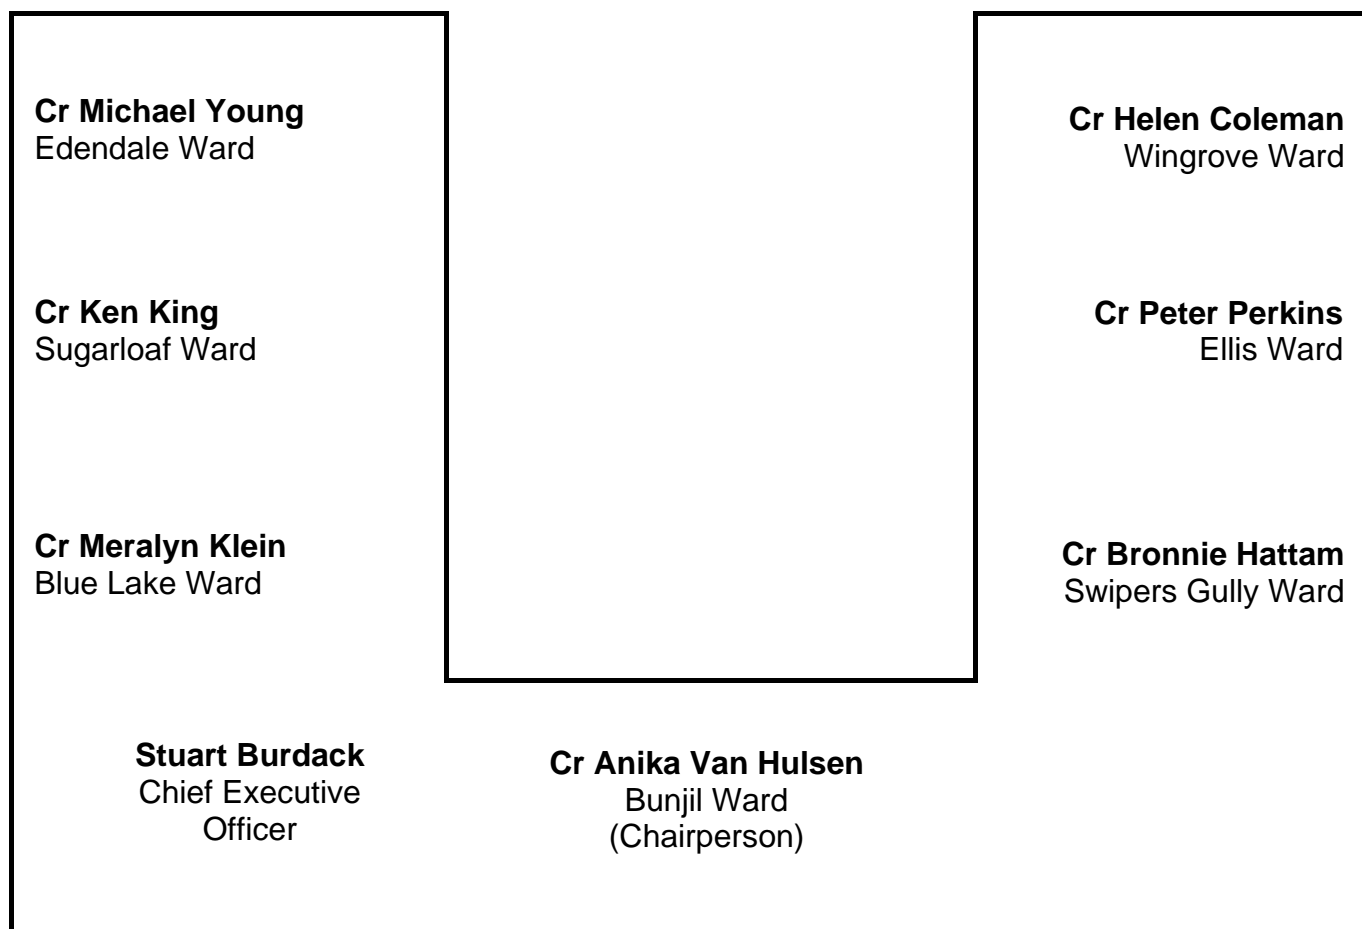 Cr Michael Young
Edendale Ward
Cr Helen Coleman
Wingrove Ward
Cr Ken King
Sugarloaf Ward
Cr Peter Perkins
Ellis Ward
Cr Meralyn Klein
Blue Lake Ward
Cr Bronnie Hattam
Swipers Gully Ward
Stuart Burdack
Chief Executive
Officer
Cr Anika Van Hulsen
Bunjil Ward
(Chairperson)